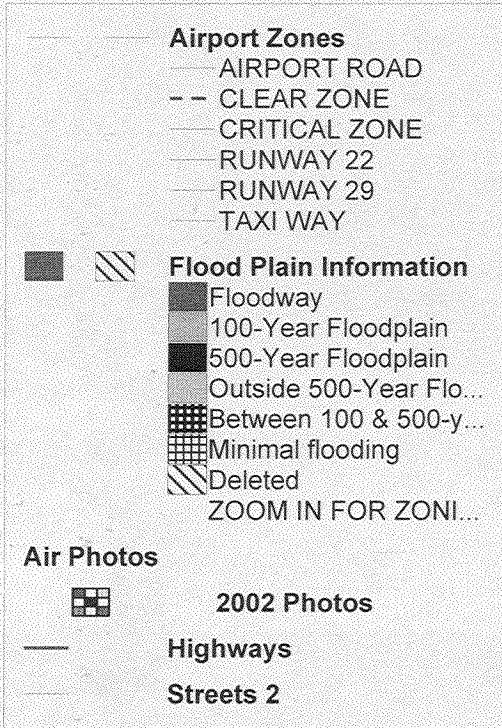 Airport Zones
AIRPORT ROAD
CLEAR ZONE
CRITICAL ZONE
RUNWAY 22
RUNWAY 29
TAXI WAY
Flood Plain Information
Floodway
100-Year Floodplain
500-Year Floodplain
Outside 500-Year Flo...
Between 100 & 500-y...
Minimal flooding
Deleted
ZOOM IN FOR ZONI...
Air Photos
2002 Photos
Highways
Streets 2